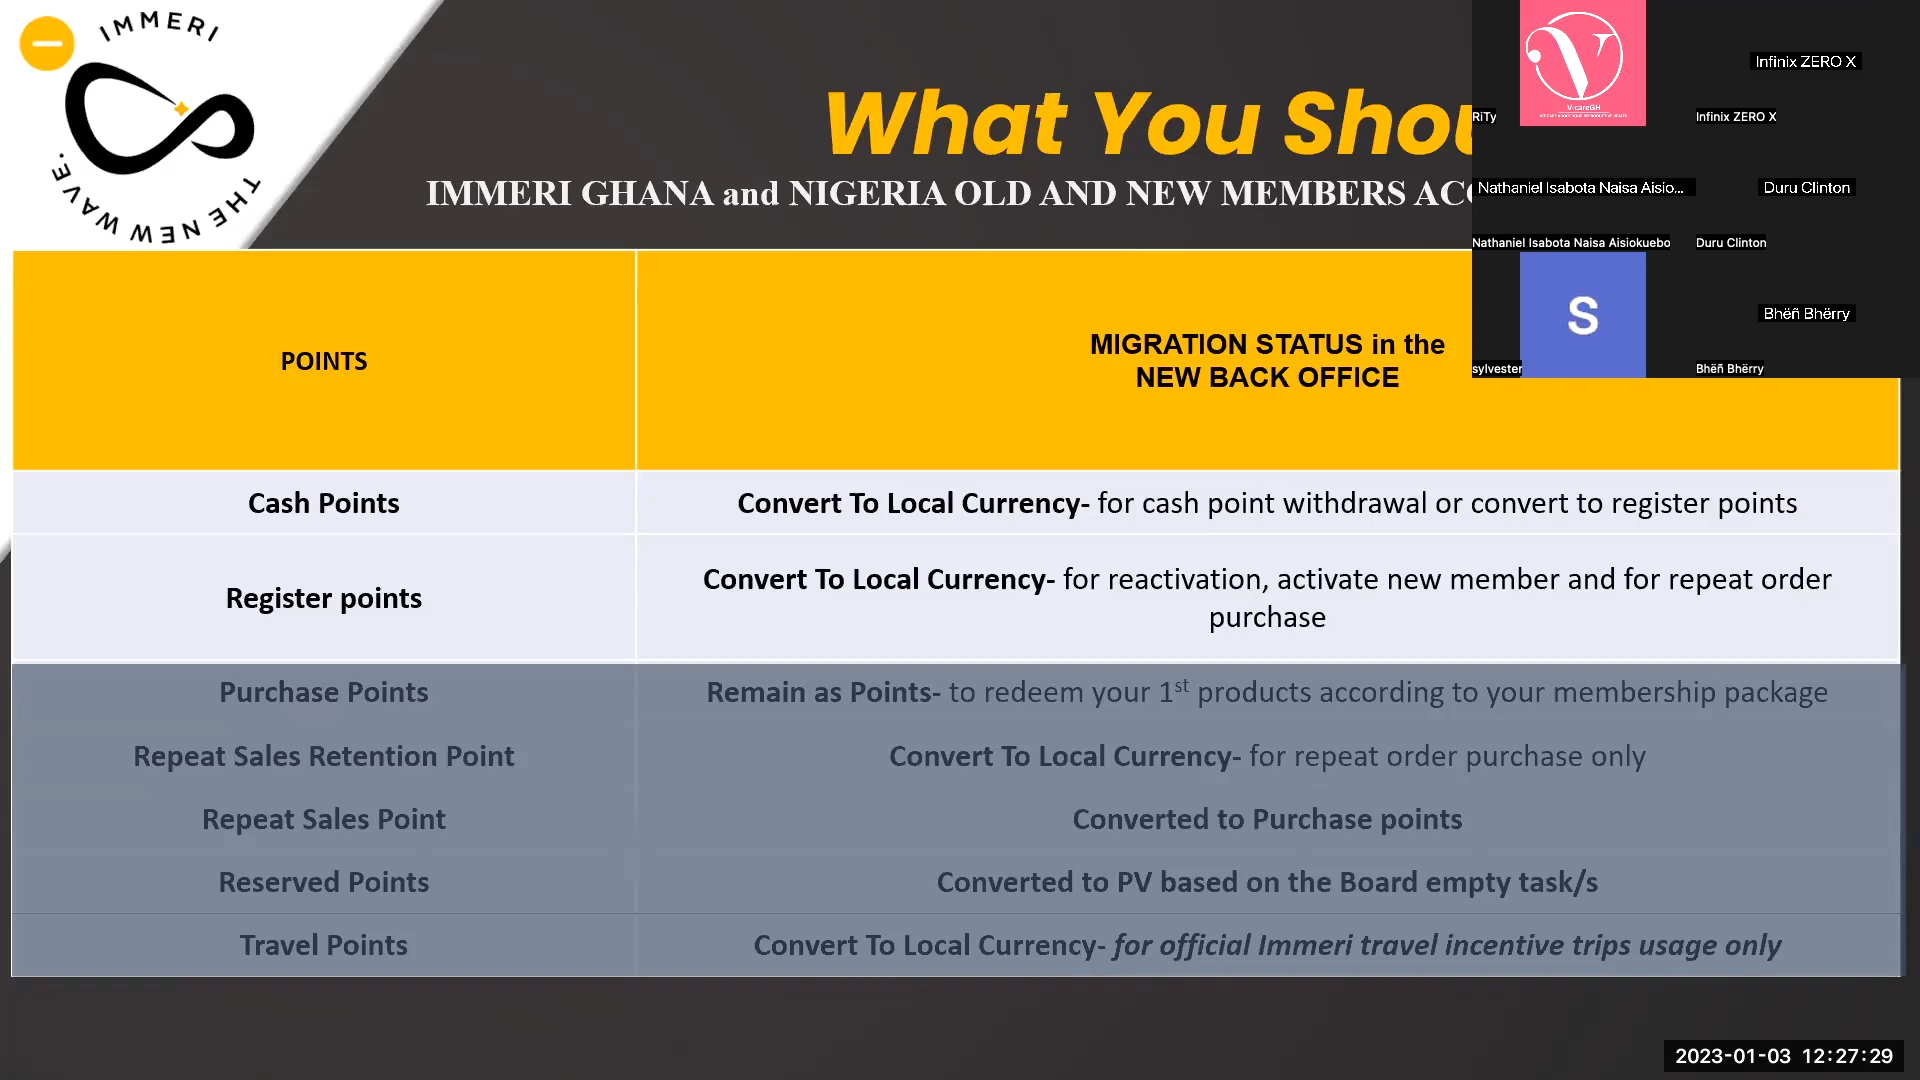 IMMERI
THE NEW WAVE.
What You Shou
IMMERI GHANA and NIGERIA OLD AND NEW MEMBERS ACC
V-careGH
RiTy
Infinix ZERO X
Infinix ZERO X
Nathaniel Isabota Naisa Aisio...
Duru Clinton
Nathaniel Isabota Naisa Aisiokuebo
Duru Clinton
S
Bhëñ Bhërry
sylvester
Bhëñ Bhërry
POINTS
MIGRATION STATUS in the
NEW BACK OFFICE
Cash Points
Convert To Local Currency- for cash point withdrawal or convert to register points
Register points
Convert To Local Currency- for reactivation, activate new member and for repeat order
purchase
Purchase Points
Remain as Points- to redeem your 1st products according to your membership package
Repeat Sales Retention Point
Convert To Local Currency- for repeat order purchase only
Repeat Sales Point
Converted to Purchase points
Reserved Points
Converted to PV based on the Board empty task/s
Travel Points
Convert To Local Currency- for official Immeri travel incentive trips usage only
2023-01-03 12:27:29